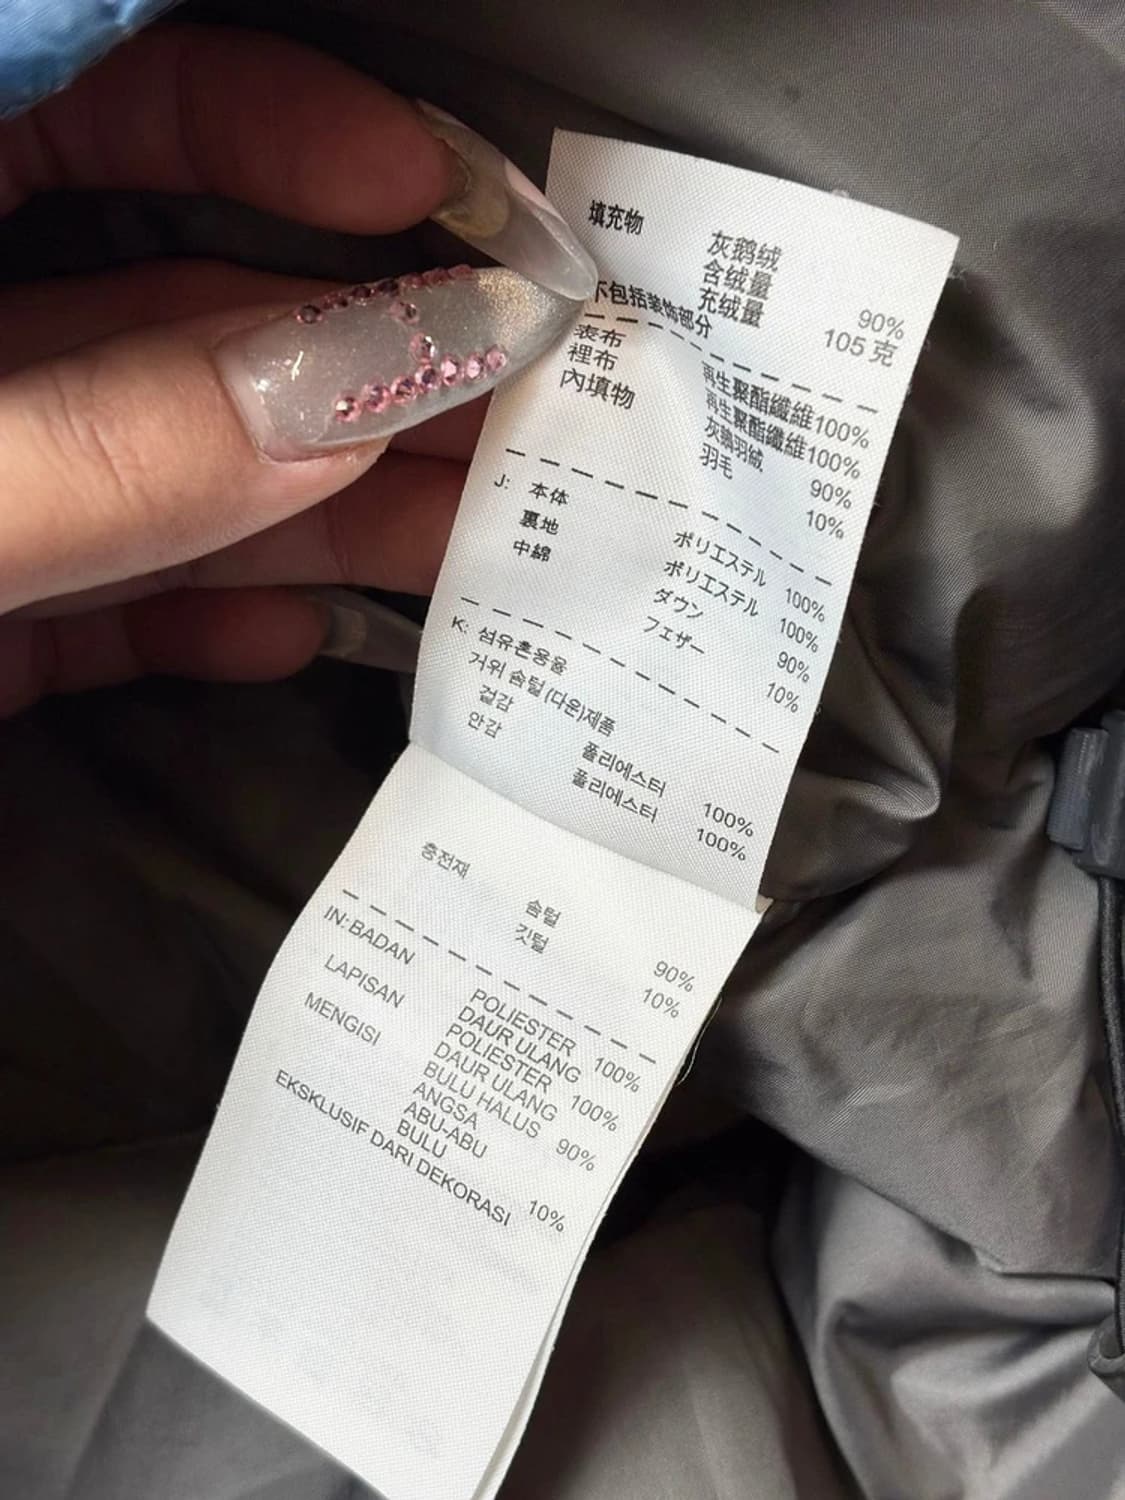 填充物
灰鹅绒
含绒量 90%
充绒量 105 克
不包括装饰部分
表布 再生聚酯纖維100%
裡布 再生聚酯纖維100%
內填物 灰鵝羽絨 90%
羽毛 10%
J: 本体 ポリエステル 100%
裏地 ポリエステル 100%
中綿 ダウン 90%
フェザー 10%
K: 섬유혼용율
거위 솜털 (다운)제품
겉감 폴리에스터 100%
안감 폴리에스터 100%
충전재 솜털 90%
깃털 10%
IN: BADAN POLIESTER
DAUR ULANG 100%
LAPISAN POLIESTER
DAUR ULANG 100%
MENGISI BULU HALUS
ANGSA 90%
ABU-ABU
BULU 10%
EKSKLUSIF DARI DEKORASI